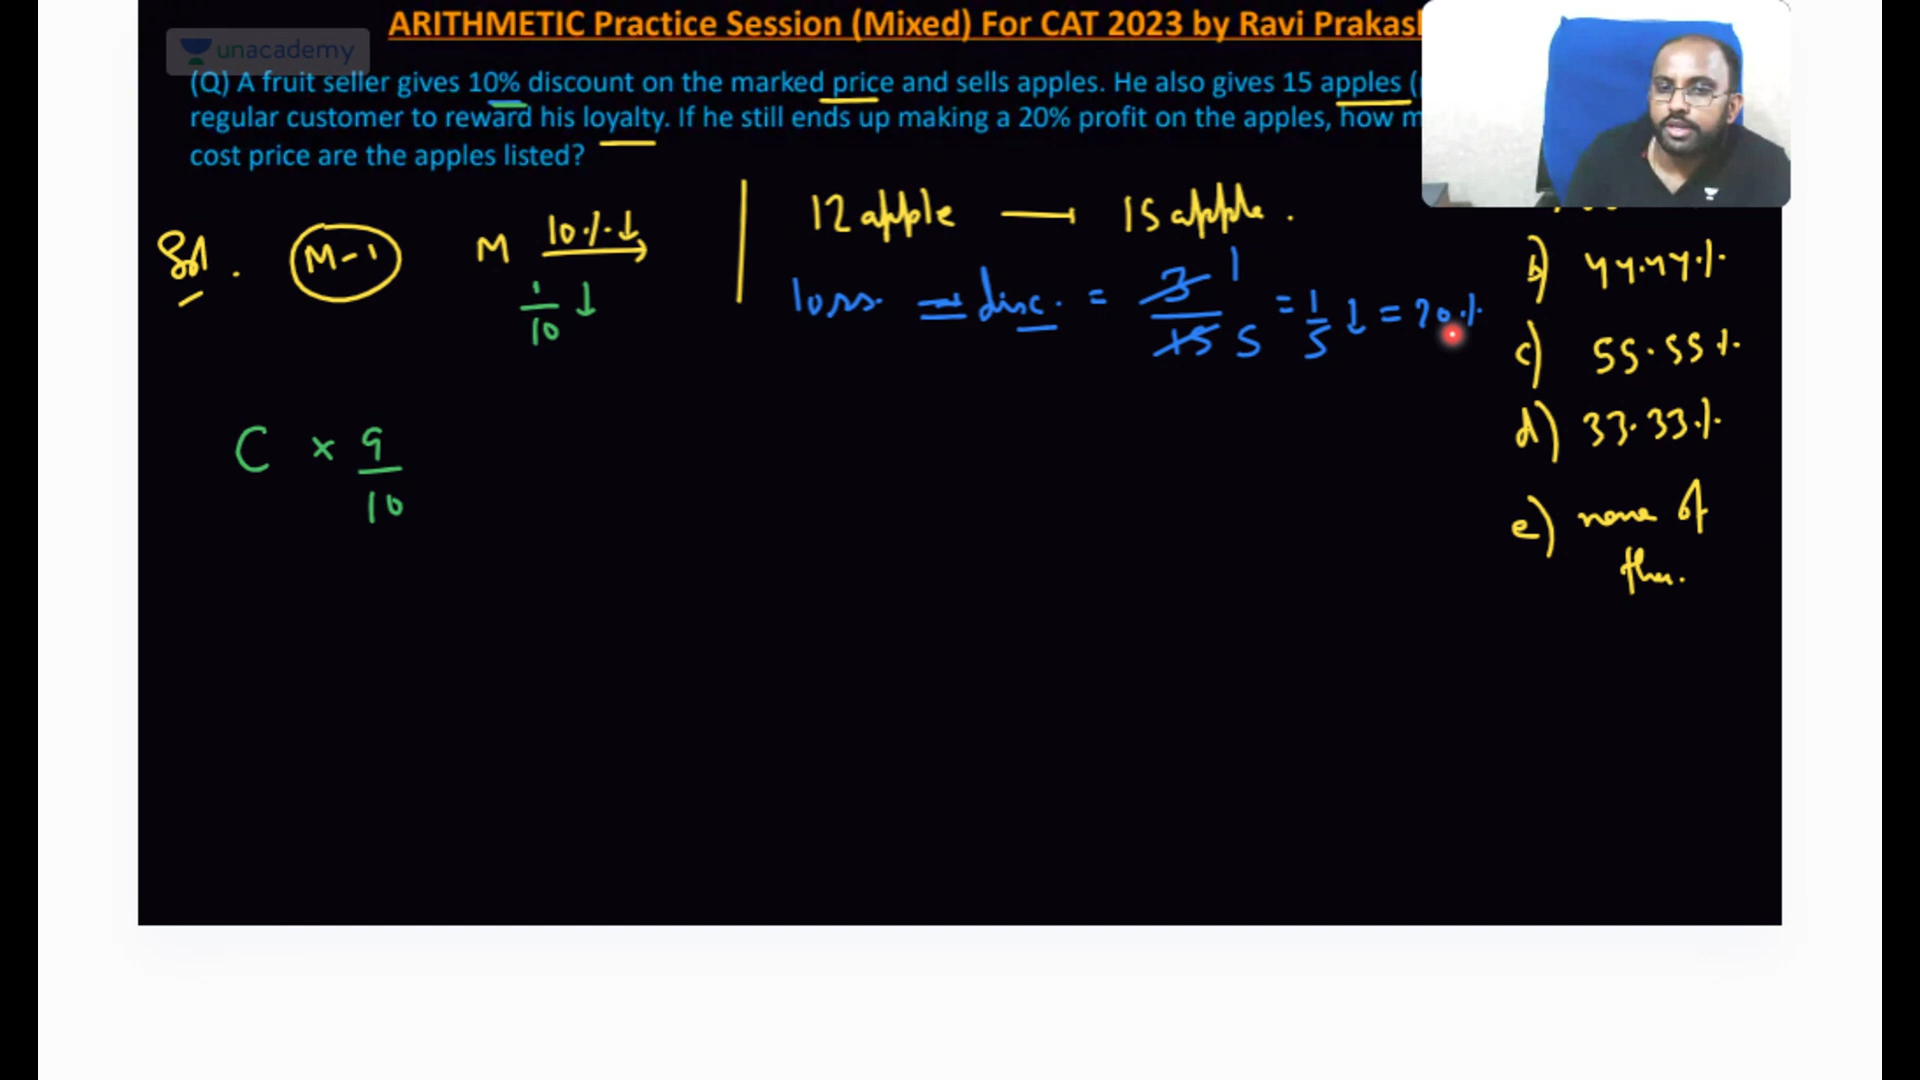 ARITHMETIC Practice Session (Mixed) For CAT 2023 by Ravi Prakash
unacademy
(Q) A fruit seller gives 10% discount on the marked price and sells apples. He also gives 15 apples (
regular customer to reward his loyalty. If he still ends up making a 20% profit on the apples, how m
cost price are the apples listed?
Sol. M-1 M 10%↓
1/10 ↓
12 apple — 15 apple.
loss. = disc. = 3/15 1/5 = 1/5 ↓ = 20%
C × 9/10
b) 44.44%
c) 55.55%
d) 33.33%
e) none of
these.